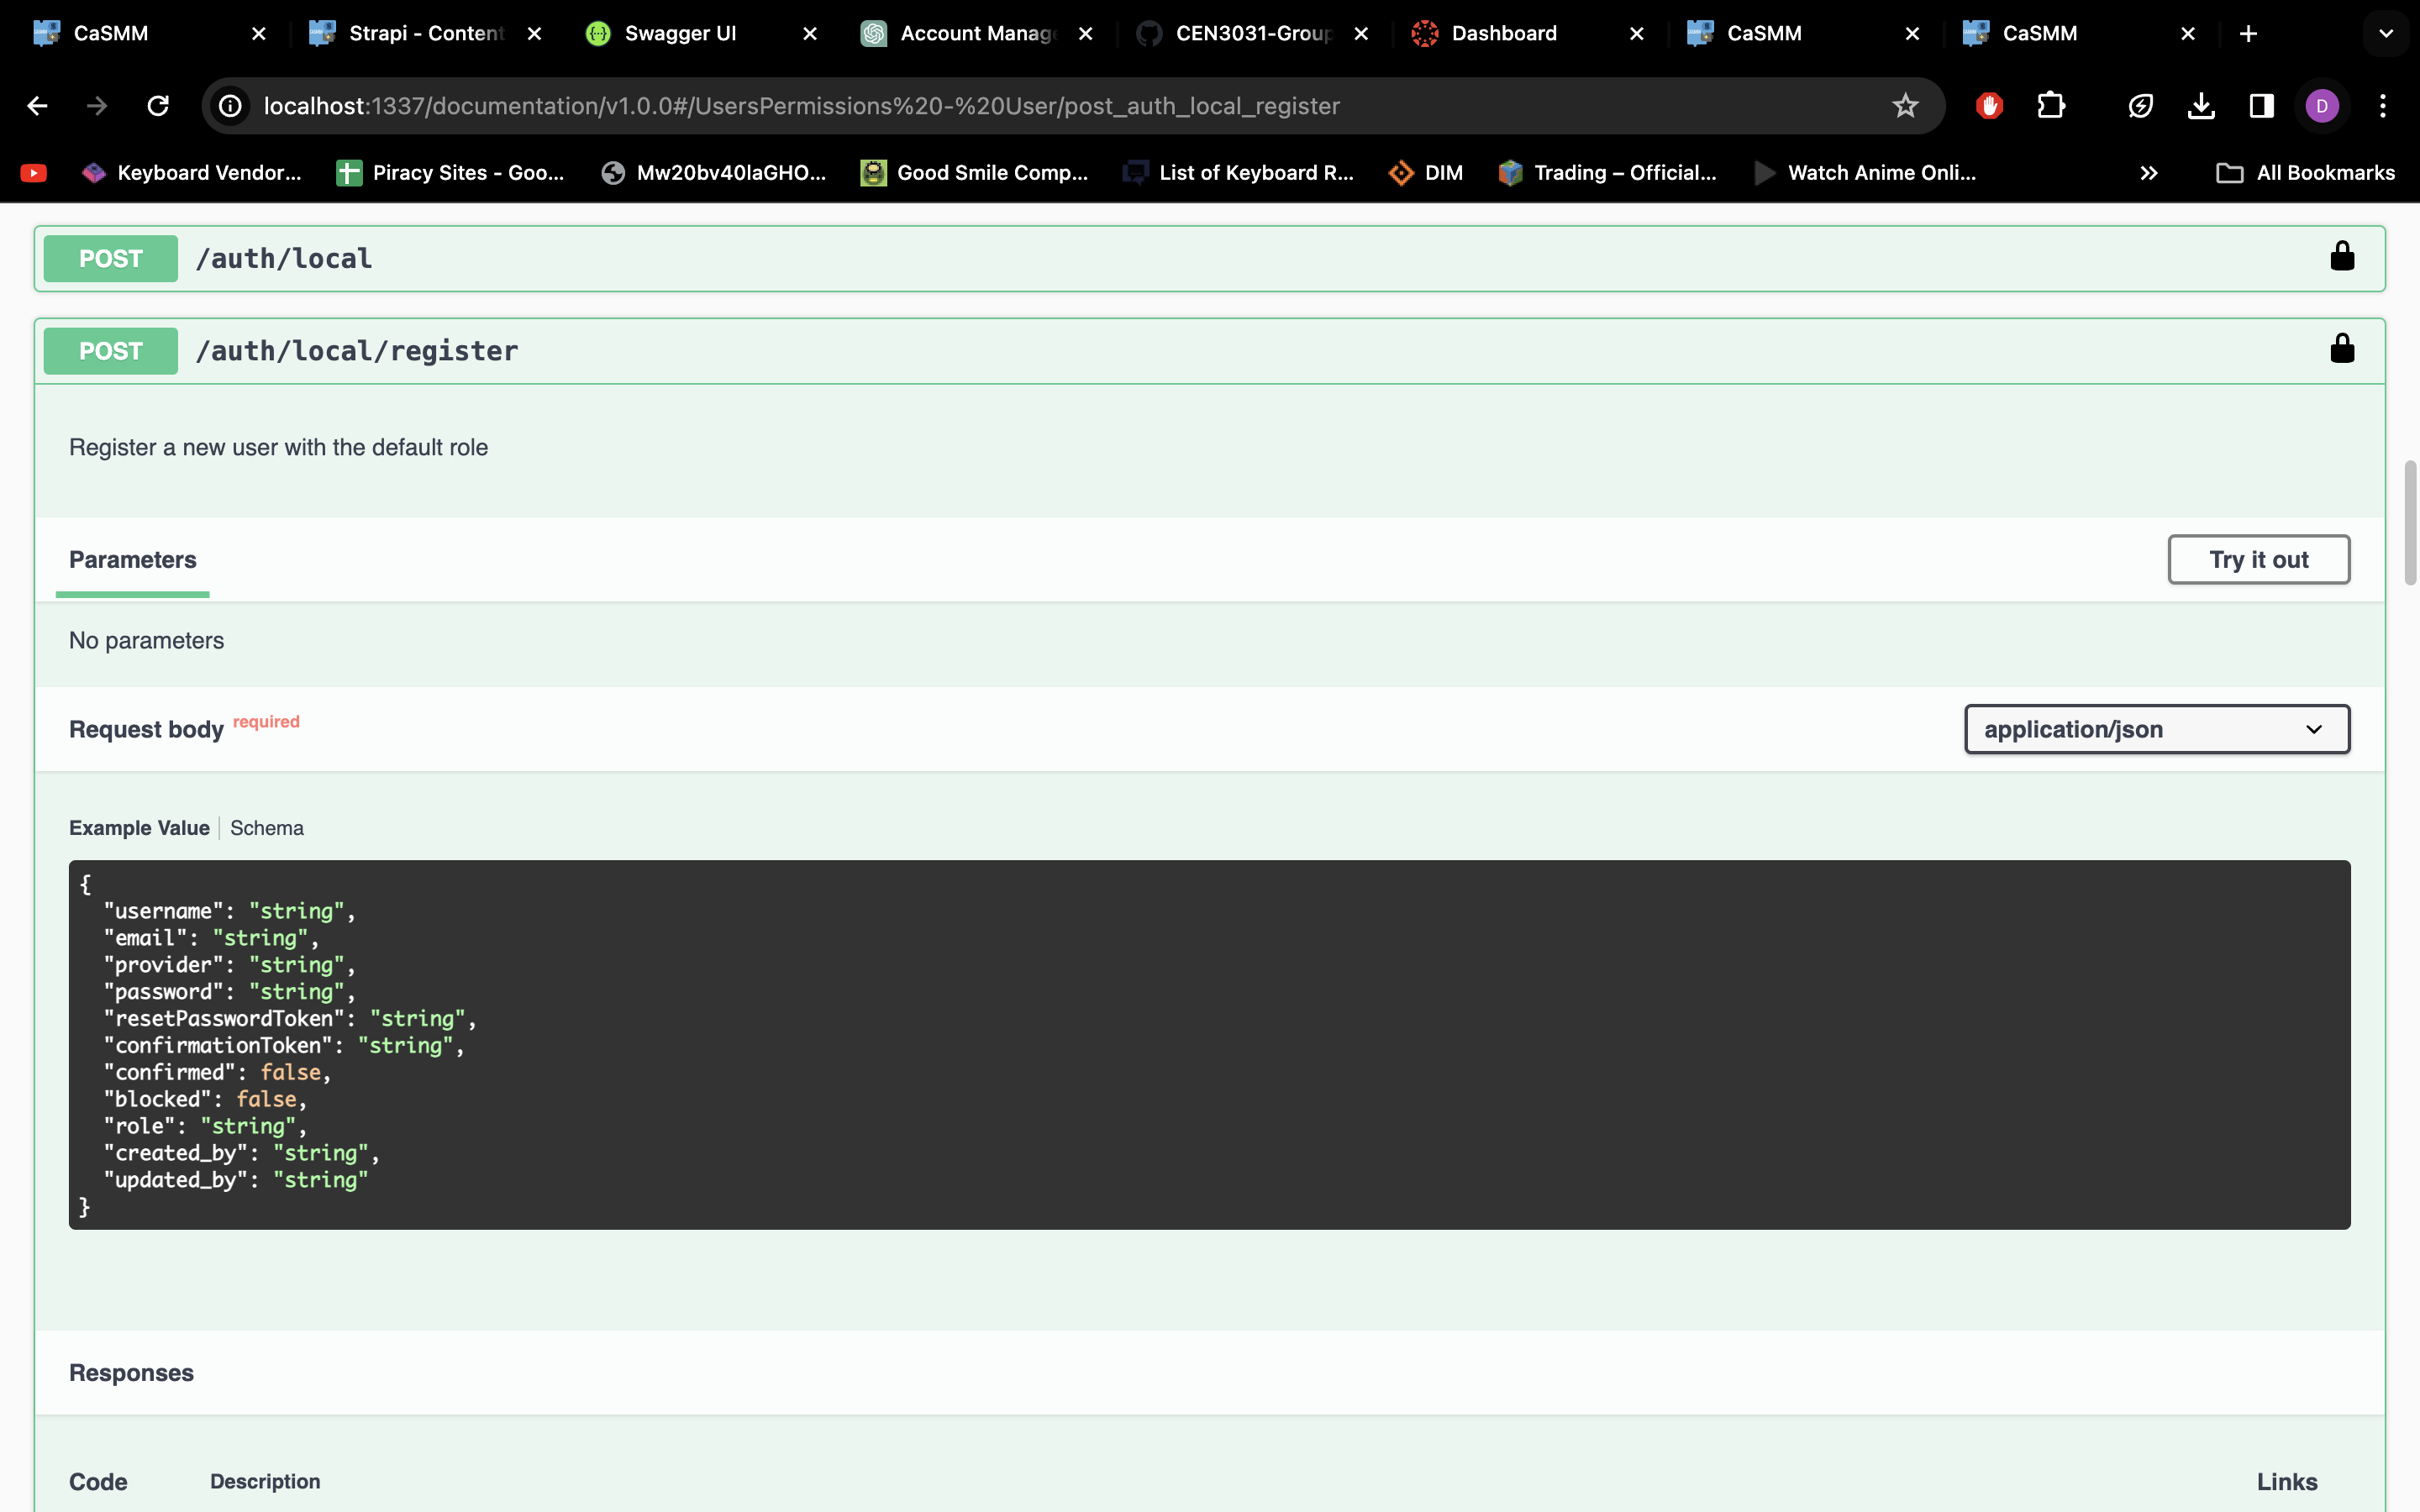 CaSMM
Strapi - Content
Swagger UI
Account Manag
CEN3031-Group
Dashboard
CaSMM
CaSMM
localhost:1337/documentation/v1.0.0#/UsersPermissions%20-%20User/post_auth_local_register
D
Keyboard Vendor...
Piracy Sites - Goo...
Mw20bv40laGHO...
Good Smile Comp...
List of Keyboard R...
DIM
Trading – Official...
Watch Anime Onli...
All Bookmarks
POST /auth/local
POST /auth/local/register
Register a new user with the default role
Parameters
Try it out
No parameters
Request body required
application/json
Example Value | Schema
{
"username": "string",
"email": "string",
"provider": "string",
"password": "string",
"resetPasswordToken": "string",
"confirmationToken": "string",
"confirmed": false,
"blocked": false,
"role": "string",
"created_by": "string",
"updated_by": "string"
}
Responses
Code Description Links